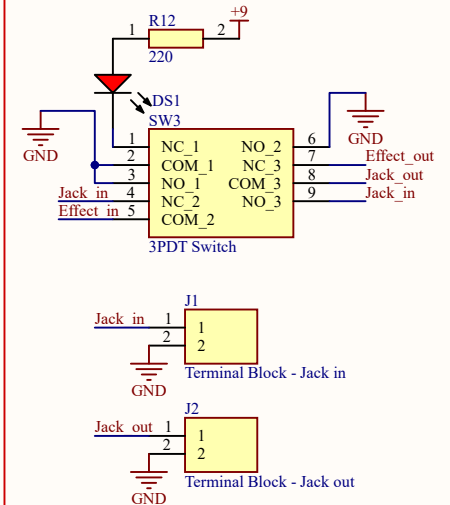 +9
R12
1 2
220
DS1
SW3
GND
1 NC_1 NO_2 6
GND
2 COM_1 NC_3 7 Effect_out
3 NO_1 COM_3 8 Jack_out
Jack_in 4 NC_2 NO_3 9 Jack_in
Effect_in 5 COM_2
3PDT Switch
J1
Jack_in 1 1
2 2
Terminal Block - Jack in
GND
J2
Jack_out 1 1
2 2
Terminal Block - Jack out
GND